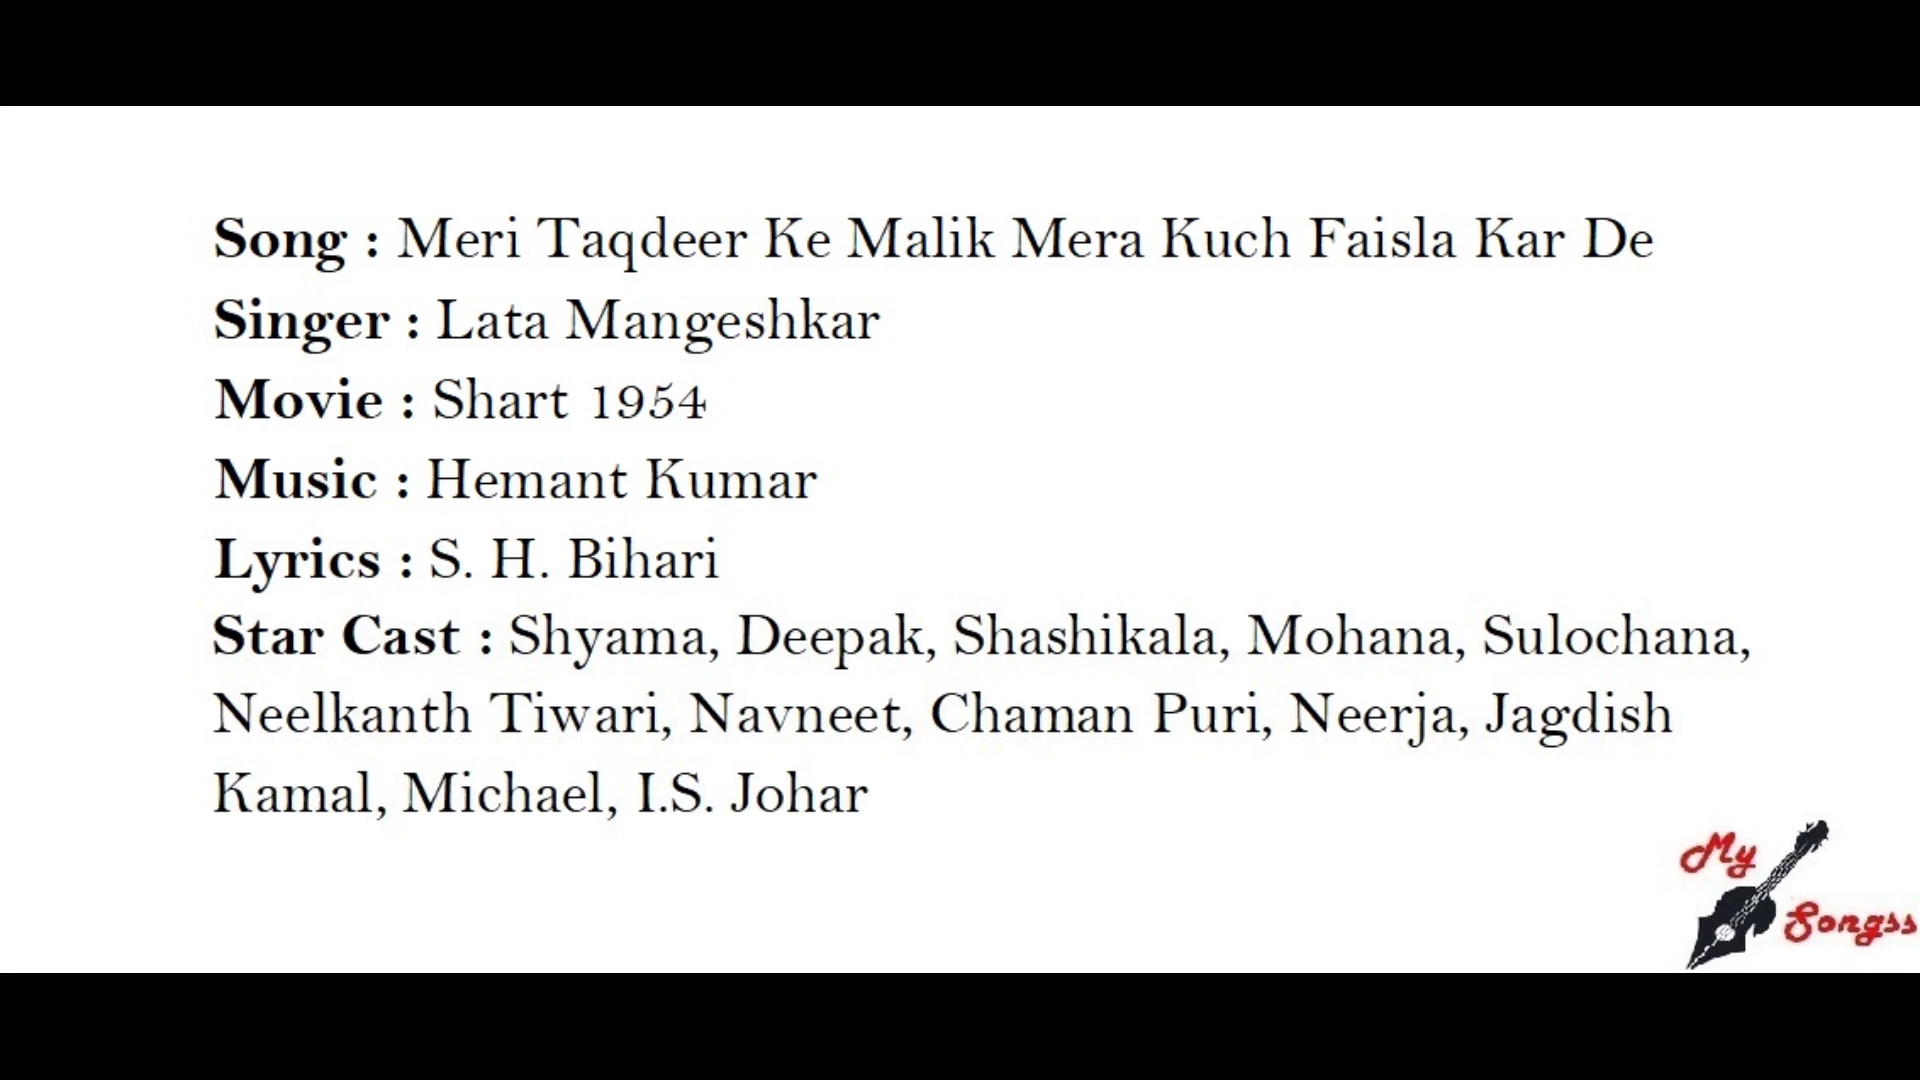 Song : Meri Taqdeer Ke Malik Mera Kuch Faisla Kar De
Singer : Lata Mangeshkar
Movie : Shart 1954
Music : Hemant Kumar
Lyrics : S. H. Bihari
Star Cast : Shyama, Deepak, Shashikala, Mohana, Sulochana,
Neelkanth Tiwari, Navneet, Chaman Puri, Neerja, Jagdish
Kamal, Michael, I.S. Johar
My
Songss